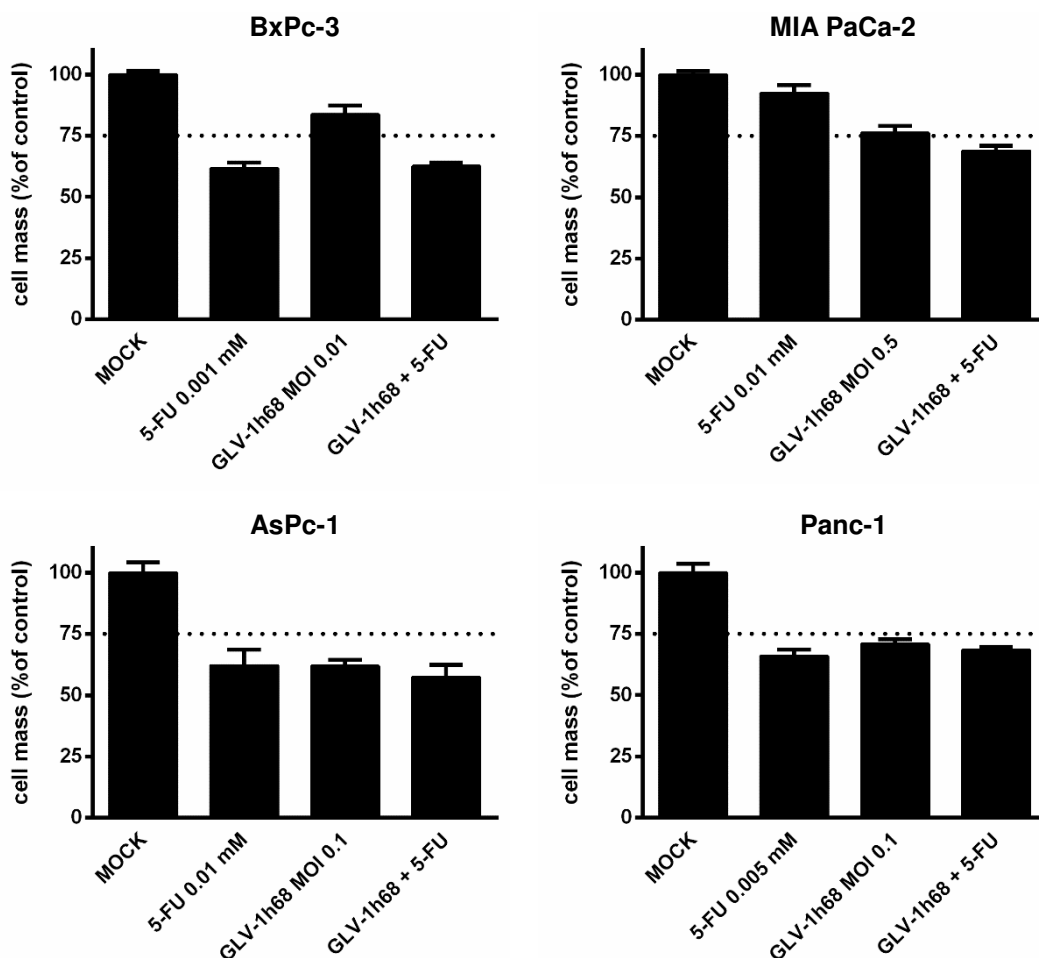 BxPc-3
cell mass (%of control)
100
75
50
25
0
MOCK
5-FU 0.001 mM
GLV-1h68 MOI 0.01
GLV-1h68 + 5-FU
MIA PaCa-2
cell mass (%of control)
100
75
50
25
0
MOCK
5-FU 0.01 mM
GLV-1h68 MOI 0.5
GLV-1h68 + 5-FU
AsPc-1
cell mass (%of control)
100
75
50
25
0
MOCK
5-FU 0.01 mM
GLV-1h68 MOI 0.1
GLV-1h68 + 5-FU
Panc-1
cell mass (%of control)
100
75
50
25
0
MOCK
5-FU 0.005 mM
GLV-1h68 MOI 0.1
GLV-1h68 + 5-FU